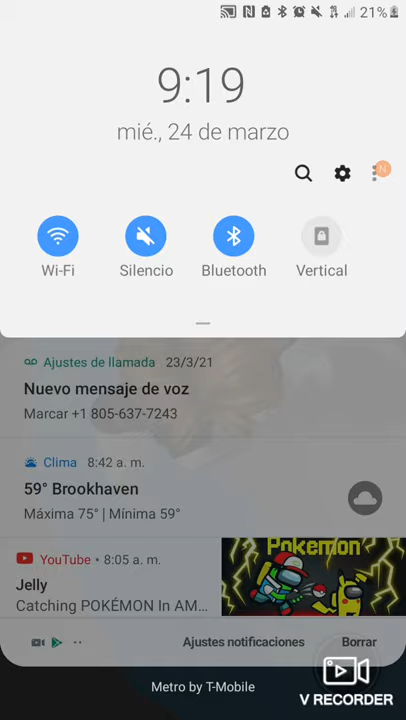 21%
9:19
mié., 24 de marzo
N
Wi-Fi
Silencio
Bluetooth
Vertical
Ajustes de llamada 23/3/21
Nuevo mensaje de voz
Marcar +1 805-637-7243
Clima 8:42 a. m.
59° Brookhaven
Máxima 75° | Mínima 59°
YouTube • 8:05 a. m.
Jelly
Catching POKÉMON In AM...
Pokemon
Ajustes notificaciones
Borrar
Metro by T-Mobile
V RECORDER